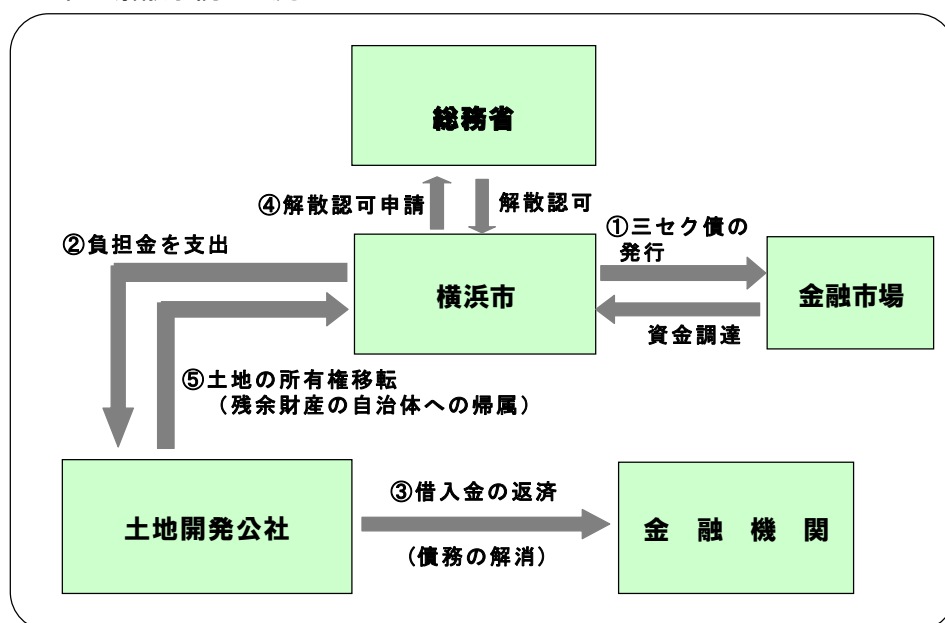 総務省
④解散認可申請
解散認可
①三セク債の
発行
②負担金を支出
横浜市
金融市場
資金調達
⑤土地の所有権移転
（残余財産の自治体への帰属）
土地開発公社
③借入金の返済
(債務の解消)
金融機関